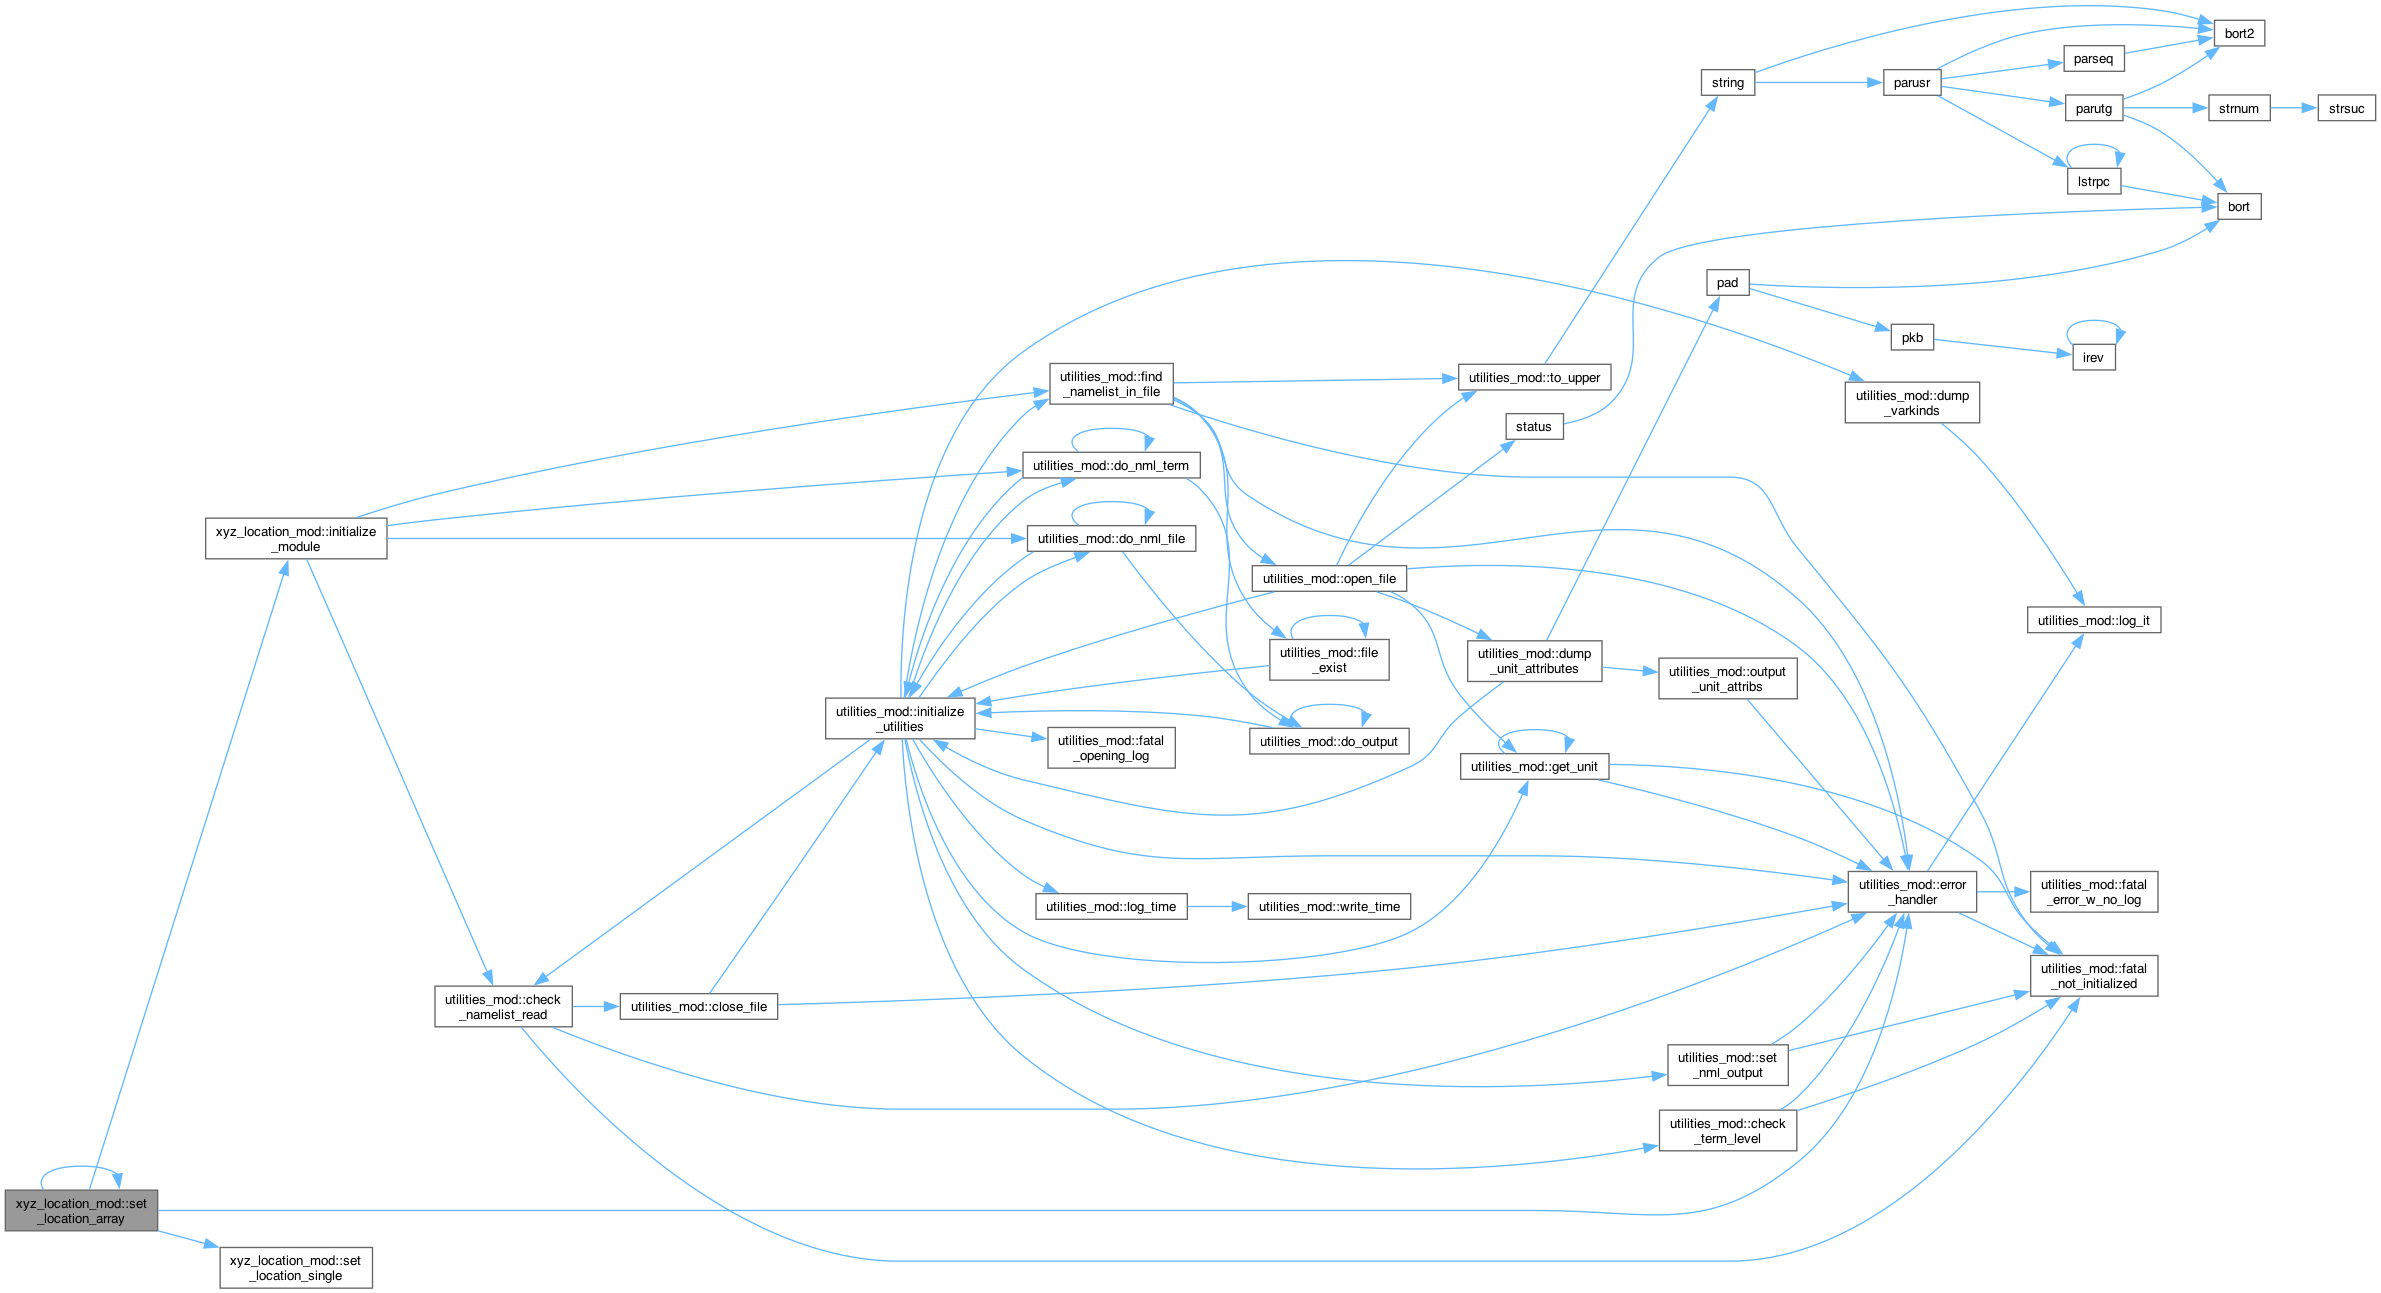 bort2
parseq
string
parusr
parutg
strnum
strsuc
lstrpc
bort
pad
pkb
irev
utilities_mod::find
_namelist_in_file
utilities_mod::to_upper
utilities_mod::dump
_varkinds
status
utilities_mod::do_nml_term
xyz_location_mod::initialize
_module
utilities_mod::do_nml_file
utilities_mod::open_file
utilities_mod::log_it
utilities_mod::file
_exist
utilities_mod::dump
_unit_attributes
utilities_mod::output
_unit_attribs
utilities_mod::initialize
_utilities
utilities_mod::fatal
_opening_log
utilities_mod::do_output
utilities_mod::get_unit
utilities_mod::error
_handler
utilities_mod::fatal
_error_w_no_log
utilities_mod::log_time
utilities_mod::write_time
utilities_mod::fatal
_not_initialized
utilities_mod::check
_namelist_read
utilities_mod::close_file
utilities_mod::set
_nml_output
utilities_mod::check
_term_level
xyz_location_mod::set
_location_array
xyz_location_mod::set
_location_single